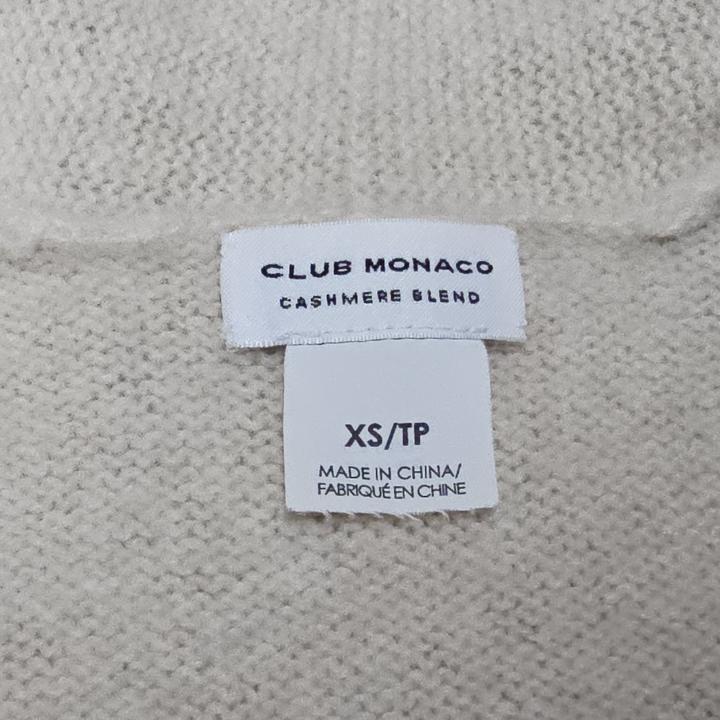 CLUB MONACO
CASHMERE BLEND
XS/TP
MADE IN CHINA/
FABRIQUÉ EN CHINE